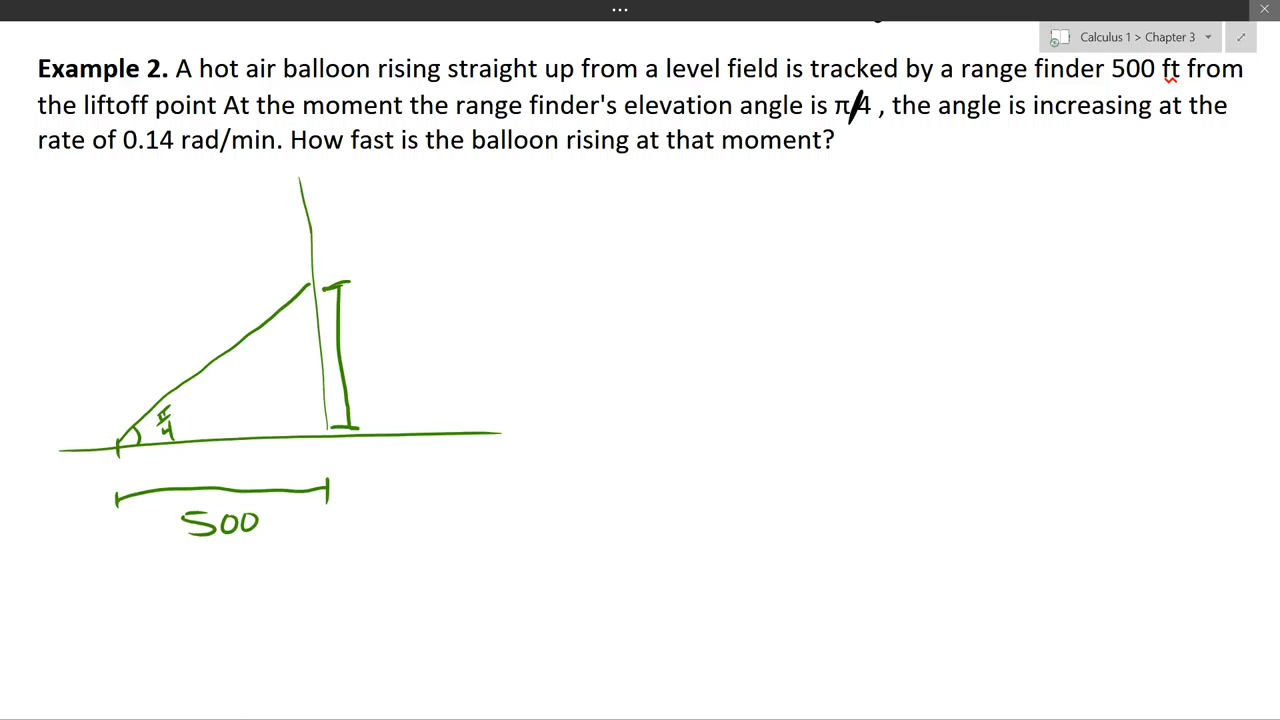 Calculus 1 > Chapter 3
Example 2. A hot air balloon rising straight up from a level field is tracked by a range finder 500 ft from
the liftoff point At the moment the range finder's elevation angle is π/4 , the angle is increasing at the
rate of 0.14 rad/min. How fast is the balloon rising at that moment?
π
4
500